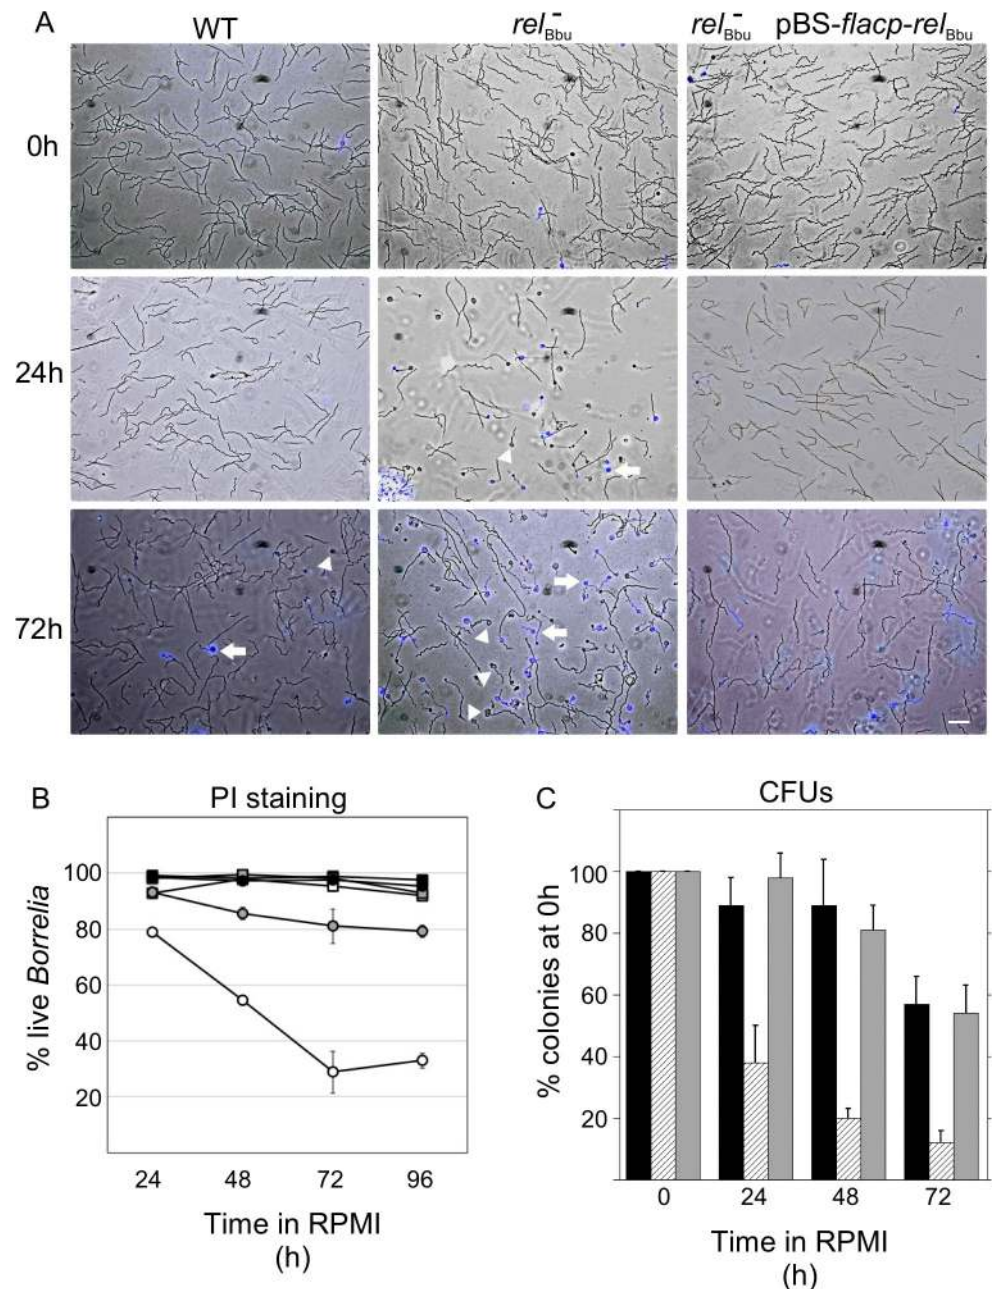 A
WT
rel⁻Bbu
rel⁻Bbu pBS-flacp-relBbu
0h
24h
72h
B
PI staining
% live Borrelia
100
80
60
40
20
24 48 72 96
Time in RPMI
(h)
C
CFUs
% colonies at 0h
100
80
60
40
20
0 24 48 72
Time in RPMI
(h)